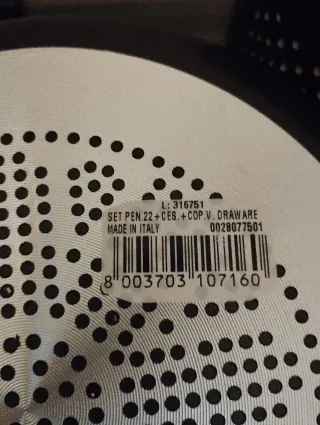 L: 316751
SET PEN.22+CES.+COP.V. DRAWARE
MADE IN ITALY 0028077501
8 003703 107160